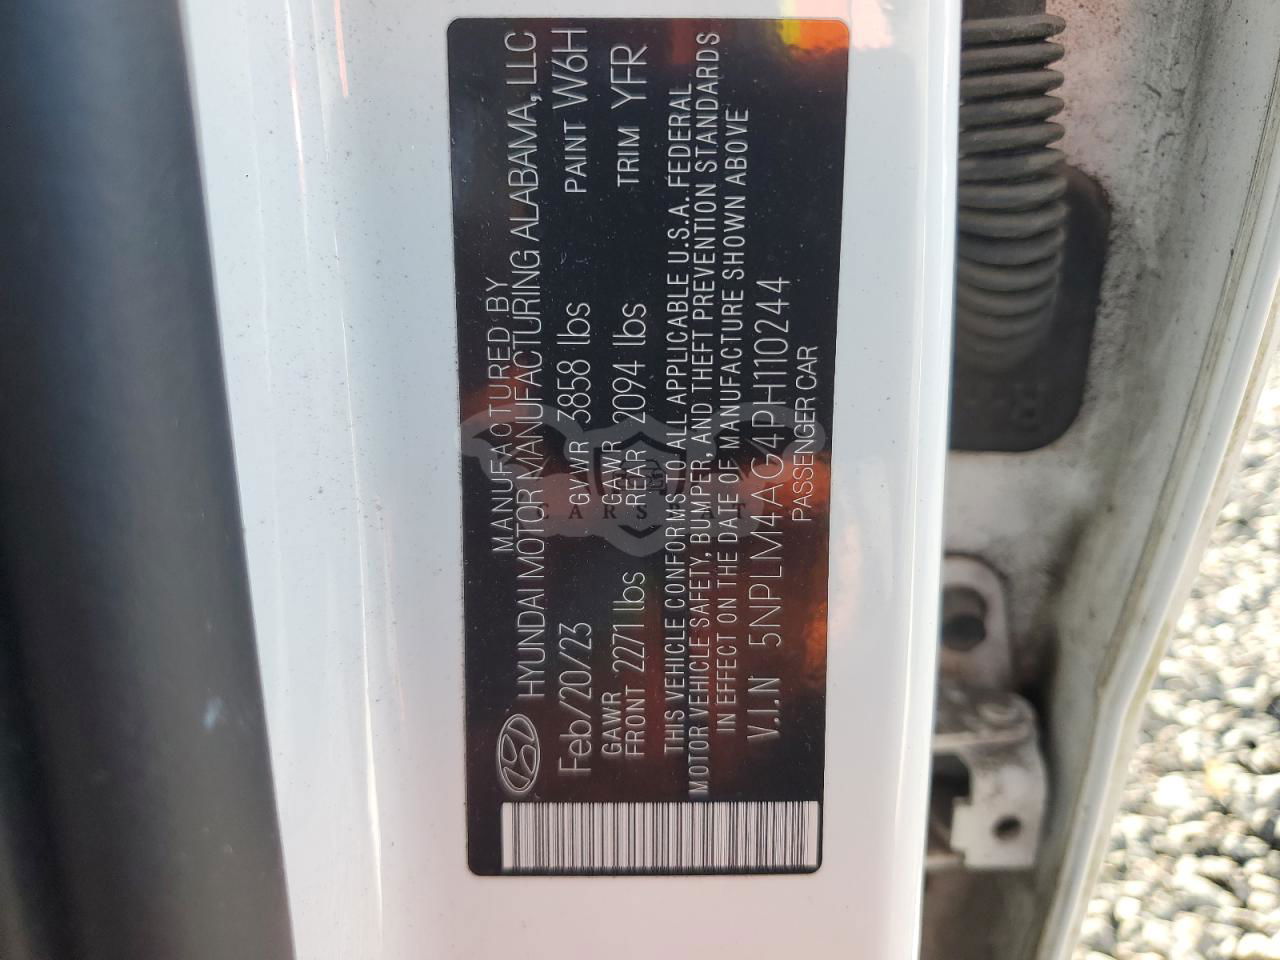 MANUFACTURED BY
HYUNDAI MOTOR MANUFACTURIING ALABAMA, LLC
Feb/20/23 GVWR 3858 lbs PAINT W6H
GAWR FRONT 2271 lbs GAWR REAR 2094 lbs TRIM YFR
THIS VEHICLE CONFORMS TO ALL APPLICABLE U.S.A. FEDERAL
MOTOR VEHICLE SAFETY, BUMPER, AND THEFT PREVENTION STANDARDS
IN EFFECT ON THE DATE OF MANUFACTURE SHOWN ABOVE
V.I.N 5NPLM4AG4PH110244
PASSENGER CAR